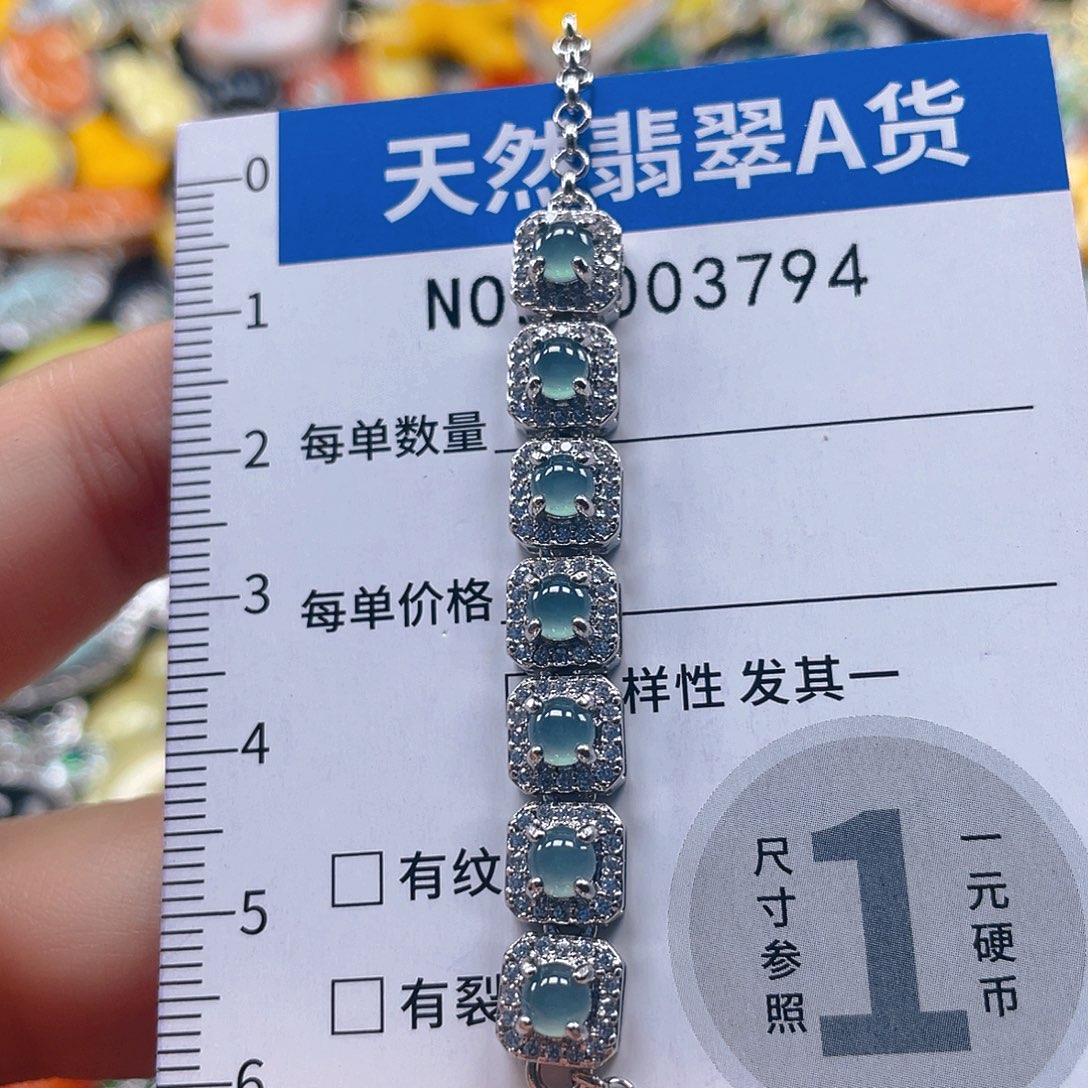 天然翡翠A货
NO. 003794
0
1
2
3
4
5
6
每单数量
每单价格
样性 发其一
有纹
有裂
尺寸参照
1
一元硬币